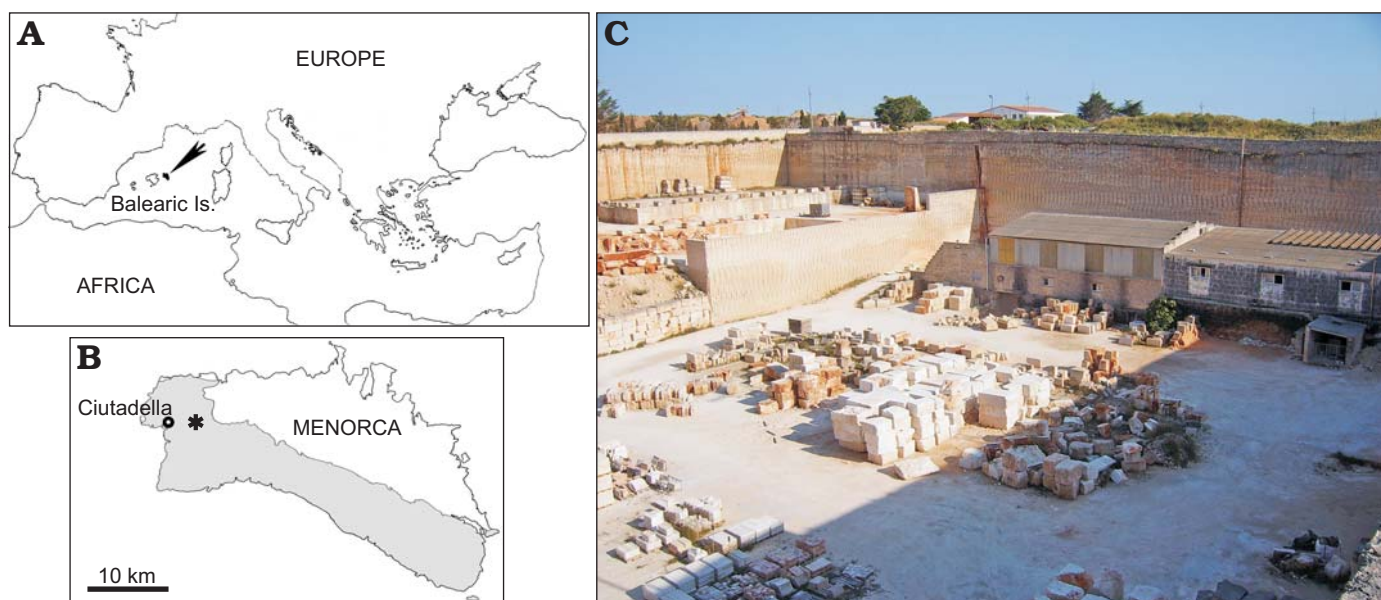 A
EUROPE
Balearic Is.
AFRICA
B
Ciutadella
MENORCA
10 km
C